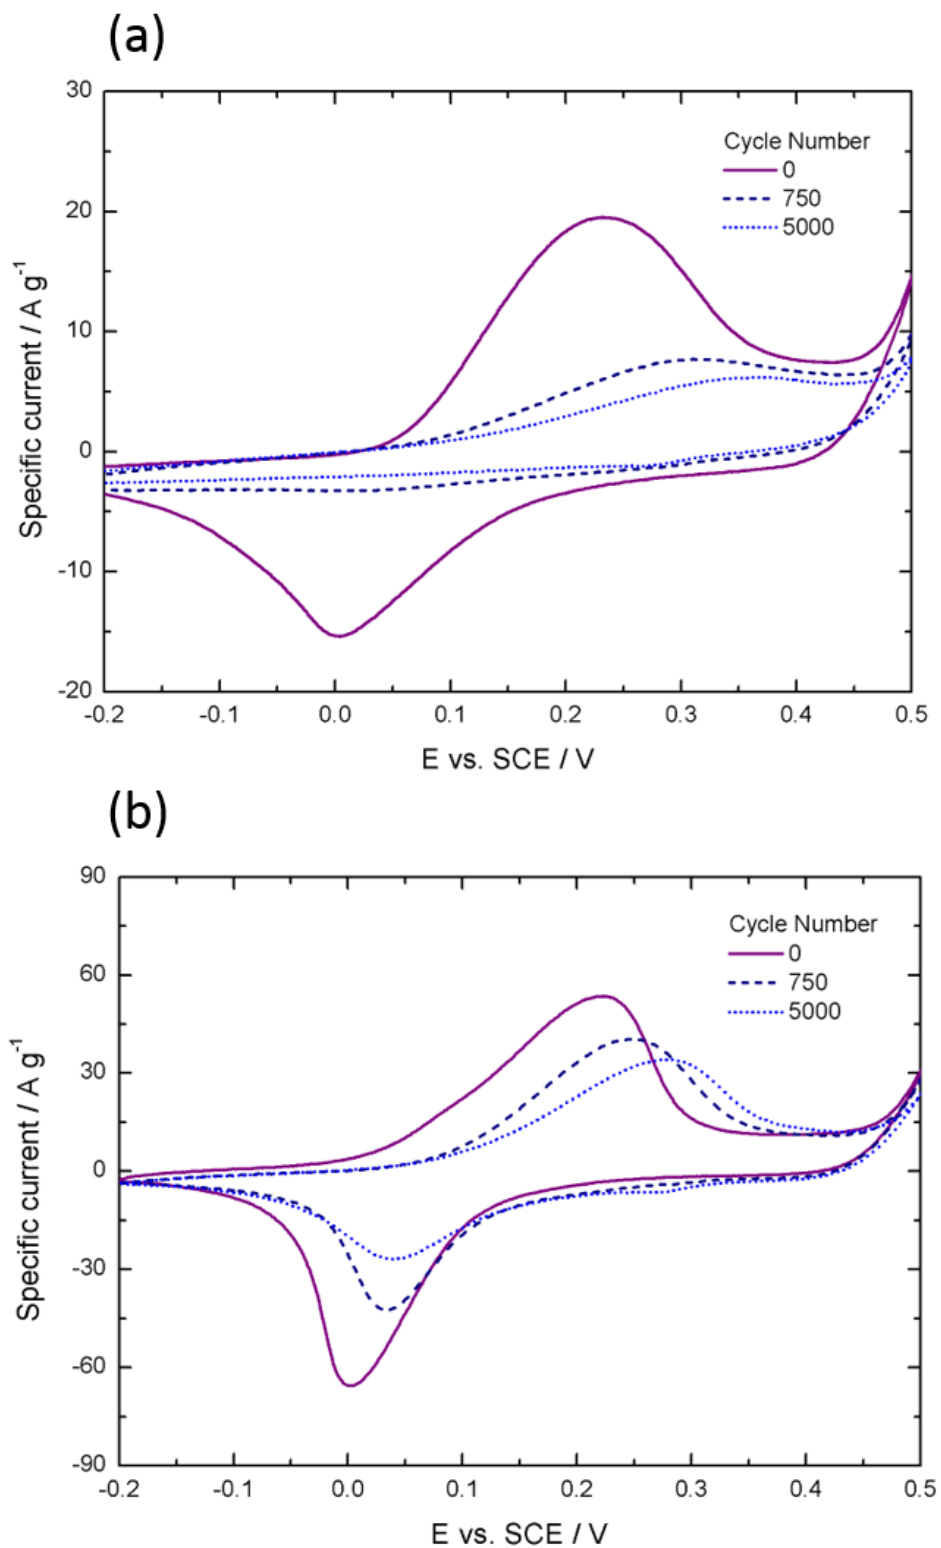 (a)
30
20
10
0
-10
-20
Specific current / A g⁻¹
Cycle Number
0
750
5000
-0.2 -0.1 0.0 0.1 0.2 0.3 0.4 0.5
E vs. SCE / V
(b)
90
60
30
0
-30
-60
-90
Specific current / A g⁻¹
Cycle Number
0
750
5000
-0.2 -0.1 0.0 0.1 0.2 0.3 0.4 0.5
E vs. SCE / V